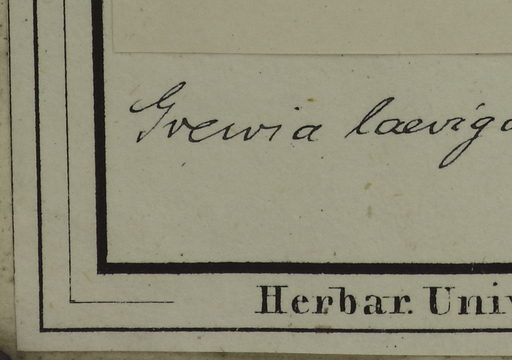 Grewia laeviga
Herbar. Univ